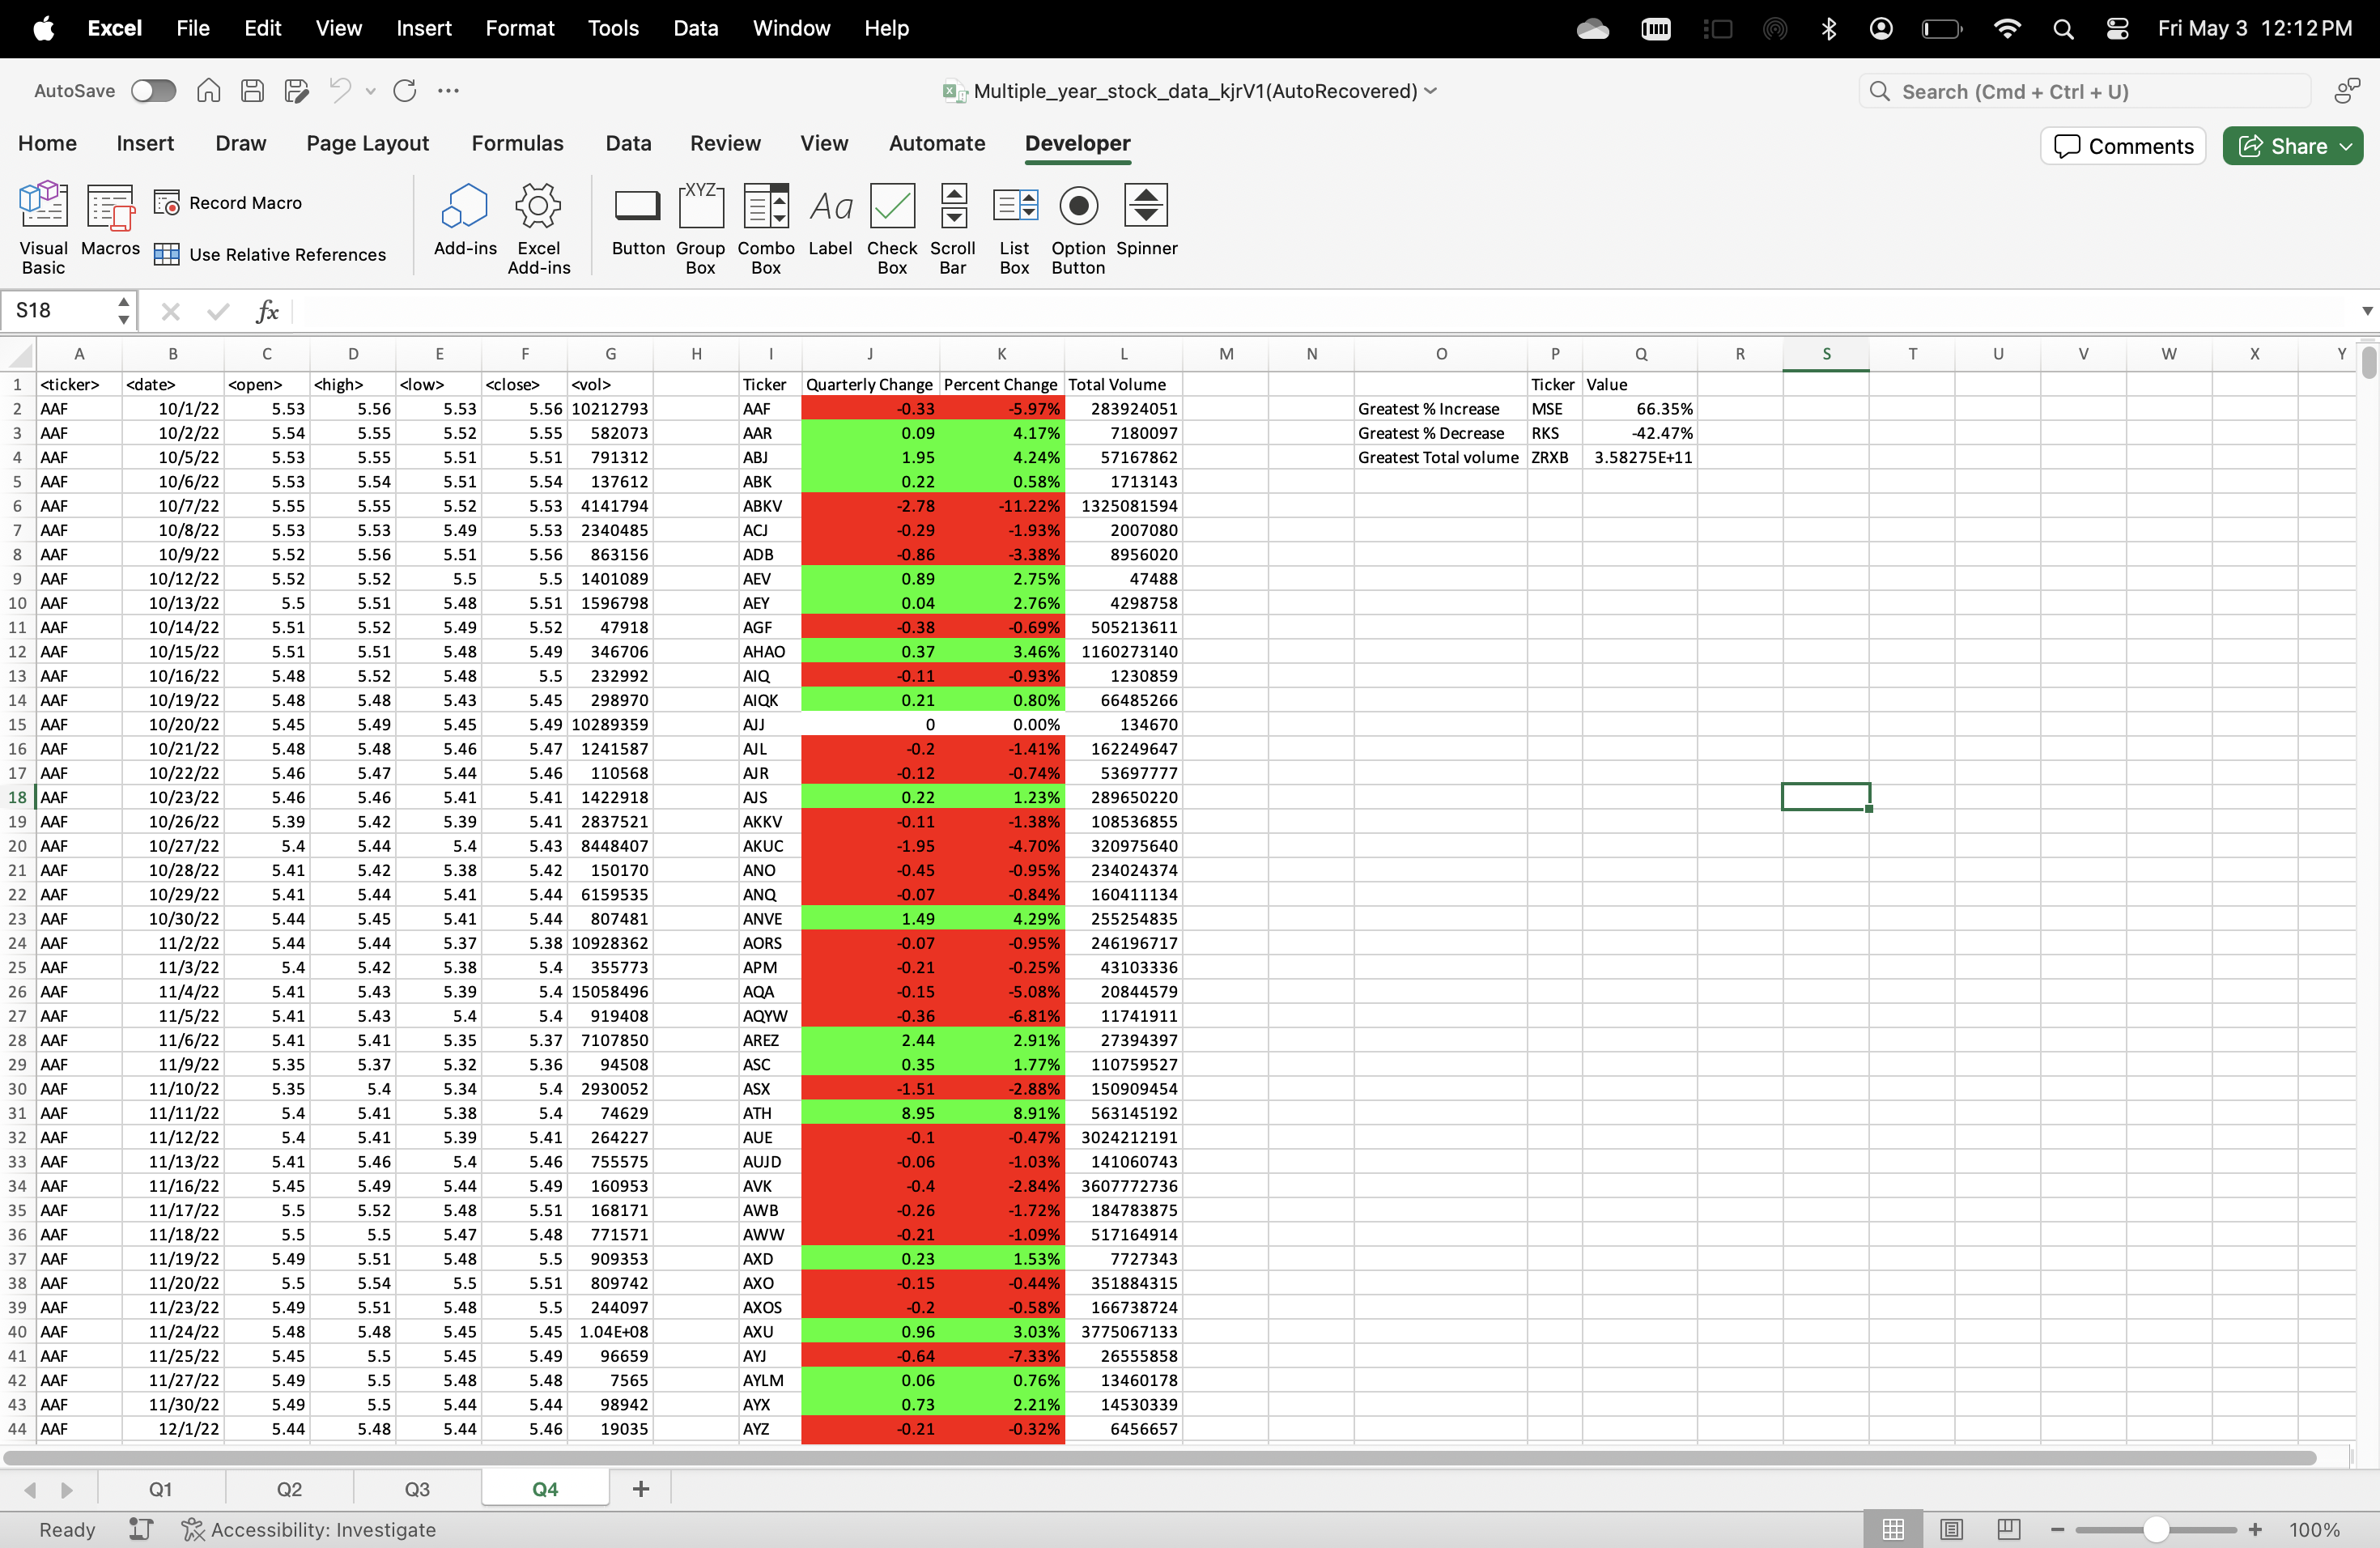 Excel File Edit View Insert Format Tools Data Window Help Fri May 3 12:12 PM
AutoSave Multiple_year_stock_data_kjrV1(AutoRecovered) Search (Cmd + Ctrl + U)
Home Insert Draw Page Layout Formulas Data Review View Automate Developer Comments Share
Record Macro
Use Relative References
Visual Basic Macros Add-ins Excel Add-ins Button XYZ Group Box Combo Box Aa Label Check Box Scroll Bar List Box Option Button Spinner
S18 fx
A B C D E F G H I J K L M N O P Q R S T U V W X Y
1 <ticker> <date> <open> <high> <low> <close> <vol> Ticker Quarterly Change Percent Change Total Volume Ticker Value
2 AAF 10/1/22 5.53 5.56 5.53 5.56 10212793 AAF -0.33 -5.97% 283924051 Greatest % Increase MSE 66.35%
3 AAF 10/2/22 5.54 5.55 5.52 5.55 582073 AAR 0.09 4.17% 7180097 Greatest % Decrease RKS -42.47%
4 AAF 10/5/22 5.53 5.55 5.51 5.51 791312 ABJ 1.95 4.24% 57167862 Greatest Total volume ZRXB 3.58275E+11
5 AAF 10/6/22 5.53 5.54 5.51 5.54 137612 ABK 0.22 0.58% 1713143
6 AAF 10/7/22 5.55 5.55 5.52 5.53 4141794 ABKV -2.78 -11.22% 1325081594
7 AAF 10/8/22 5.53 5.53 5.49 5.53 2340485 ACJ -0.29 -1.93% 2007080
8 AAF 10/9/22 5.52 5.56 5.51 5.56 863156 ADB -0.86 -3.38% 8956020
9 AAF 10/12/22 5.52 5.52 5.5 5.5 1401089 AEV 0.89 2.75% 47488
10 AAF 10/13/22 5.5 5.51 5.48 5.51 1596798 AEY 0.04 2.76% 4298758
11 AAF 10/14/22 5.51 5.52 5.49 5.52 47918 AGF -0.38 -0.69% 505213611
12 AAF 10/15/22 5.51 5.51 5.48 5.49 346706 AHAO 0.37 3.46% 1160273140
13 AAF 10/16/22 5.48 5.52 5.48 5.5 232992 AIQ -0.11 -0.93% 1230859
14 AAF 10/19/22 5.48 5.48 5.43 5.45 298970 AIQK 0.21 0.80% 66485266
15 AAF 10/20/22 5.45 5.49 5.45 5.49 10289359 AJJ 0 0.00% 134670
16 AAF 10/21/22 5.48 5.48 5.46 5.47 1241587 AJL -0.2 -1.41% 162249647
17 AAF 10/22/22 5.46 5.47 5.44 5.46 110568 AJR -0.12 -0.74% 53697777
18 AAF 10/23/22 5.46 5.46 5.41 5.41 1422918 AJS 0.22 1.23% 289650220
19 AAF 10/26/22 5.39 5.42 5.39 5.41 2837521 AKKV -0.11 -1.38% 108536855
20 AAF 10/27/22 5.4 5.44 5.4 5.43 8448407 AKUC -1.95 -4.70% 320975640
21 AAF 10/28/22 5.41 5.42 5.38 5.42 150170 ANO -0.45 -0.95% 234024374
22 AAF 10/29/22 5.41 5.44 5.41 5.44 6159535 ANQ -0.07 -0.84% 160411134
23 AAF 10/30/22 5.44 5.45 5.41 5.44 807481 ANVE 1.49 4.29% 255254835
24 AAF 11/2/22 5.44 5.44 5.37 5.38 10928362 AORS -0.07 -0.95% 246196717
25 AAF 11/3/22 5.4 5.42 5.38 5.4 355773 APM -0.21 -0.25% 43103336
26 AAF 11/4/22 5.41 5.43 5.39 5.4 15058496 AQA -0.15 -5.08% 20844579
27 AAF 11/5/22 5.41 5.43 5.4 5.4 919408 AQYW -0.36 -6.81% 11741911
28 AAF 11/6/22 5.41 5.41 5.35 5.37 7107850 AREZ 2.44 2.91% 27394397
29 AAF 11/9/22 5.35 5.37 5.32 5.36 94508 ASC 0.35 1.77% 110759527
30 AAF 11/10/22 5.35 5.4 5.34 5.4 2930052 ASX -1.51 -2.88% 150909454
31 AAF 11/11/22 5.4 5.41 5.38 5.4 74629 ATH 8.95 8.91% 563145192
32 AAF 11/12/22 5.4 5.41 5.39 5.41 264227 AUE -0.1 -0.47% 3024212191
33 AAF 11/13/22 5.41 5.46 5.4 5.46 755575 AUJD -0.06 -1.03% 141060743
34 AAF 11/16/22 5.45 5.49 5.44 5.49 160953 AVK -0.4 -2.84% 3607772736
35 AAF 11/17/22 5.5 5.52 5.48 5.51 168171 AWB -0.26 -1.72% 184783875
36 AAF 11/18/22 5.5 5.5 5.47 5.48 771571 AWW -0.21 -1.09% 517164914
37 AAF 11/19/22 5.49 5.51 5.48 5.5 909353 AXD 0.23 1.53% 7727343
38 AAF 11/20/22 5.5 5.54 5.5 5.51 809742 AXO -0.15 -0.44% 351884315
39 AAF 11/23/22 5.49 5.51 5.48 5.5 244097 AXOS -0.2 -0.58% 166738724
40 AAF 11/24/22 5.48 5.48 5.45 5.45 1.04E+08 AXU 0.96 3.03% 3775067133
41 AAF 11/25/22 5.45 5.5 5.45 5.49 96659 AYJ -0.64 -7.33% 26555858
42 AAF 11/27/22 5.49 5.5 5.48 5.48 7565 AYLM 0.06 0.76% 13460178
43 AAF 11/30/22 5.49 5.5 5.44 5.44 98942 AYX 0.73 2.21% 14530339
44 AAF 12/1/22 5.44 5.48 5.44 5.46 19035 AYZ -0.21 -0.32% 6456657
Q1 Q2 Q3 Q4 +
Ready Accessibility: Investigate 100%